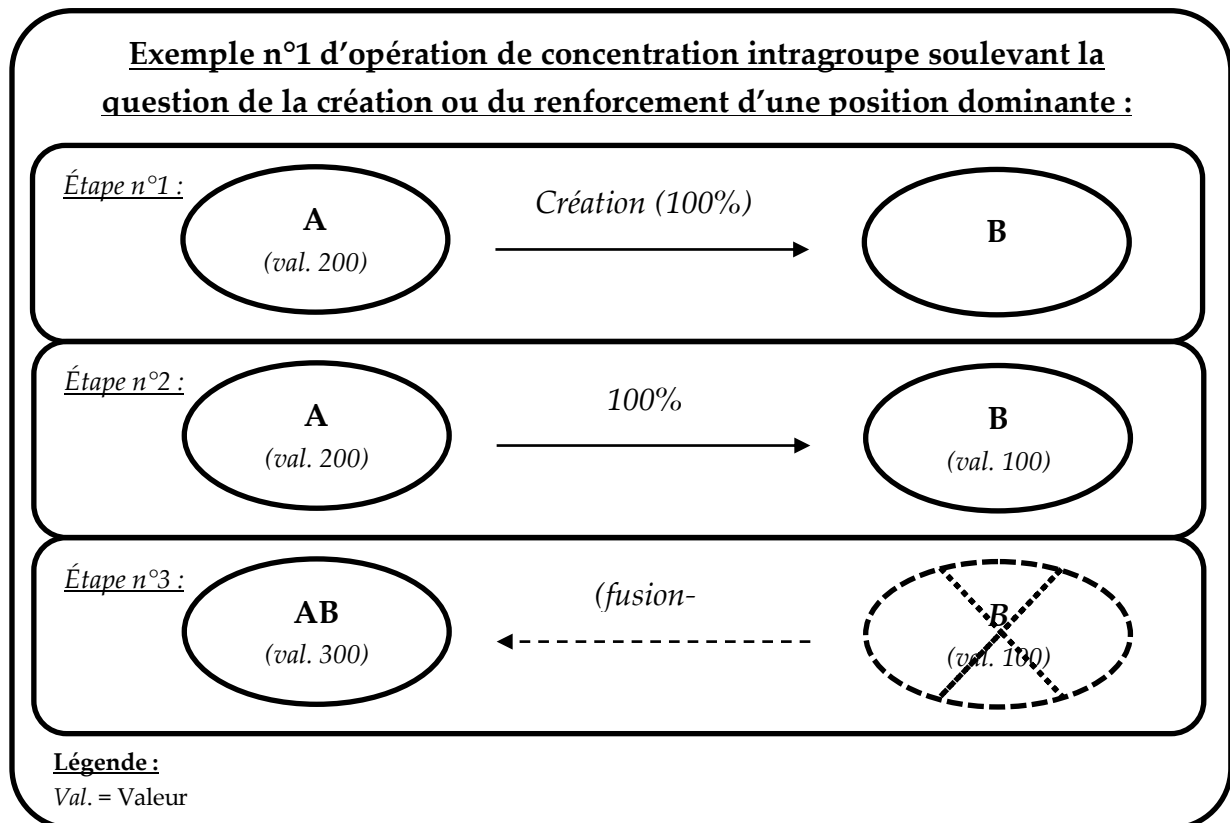 Exemple n°1 d’opération de concentration intragroupe soulevant la
question de la création ou du renforcement d’une position dominante :
Étape n°1 :
A
(val. 200)
Création (100%)
B
Étape n°2 :
A
(val. 200)
100%
B
(val. 100)
Étape n°3 :
AB
(val. 300)
(fusion-
B
(val. 100)
Légende :
Val. = Valeur